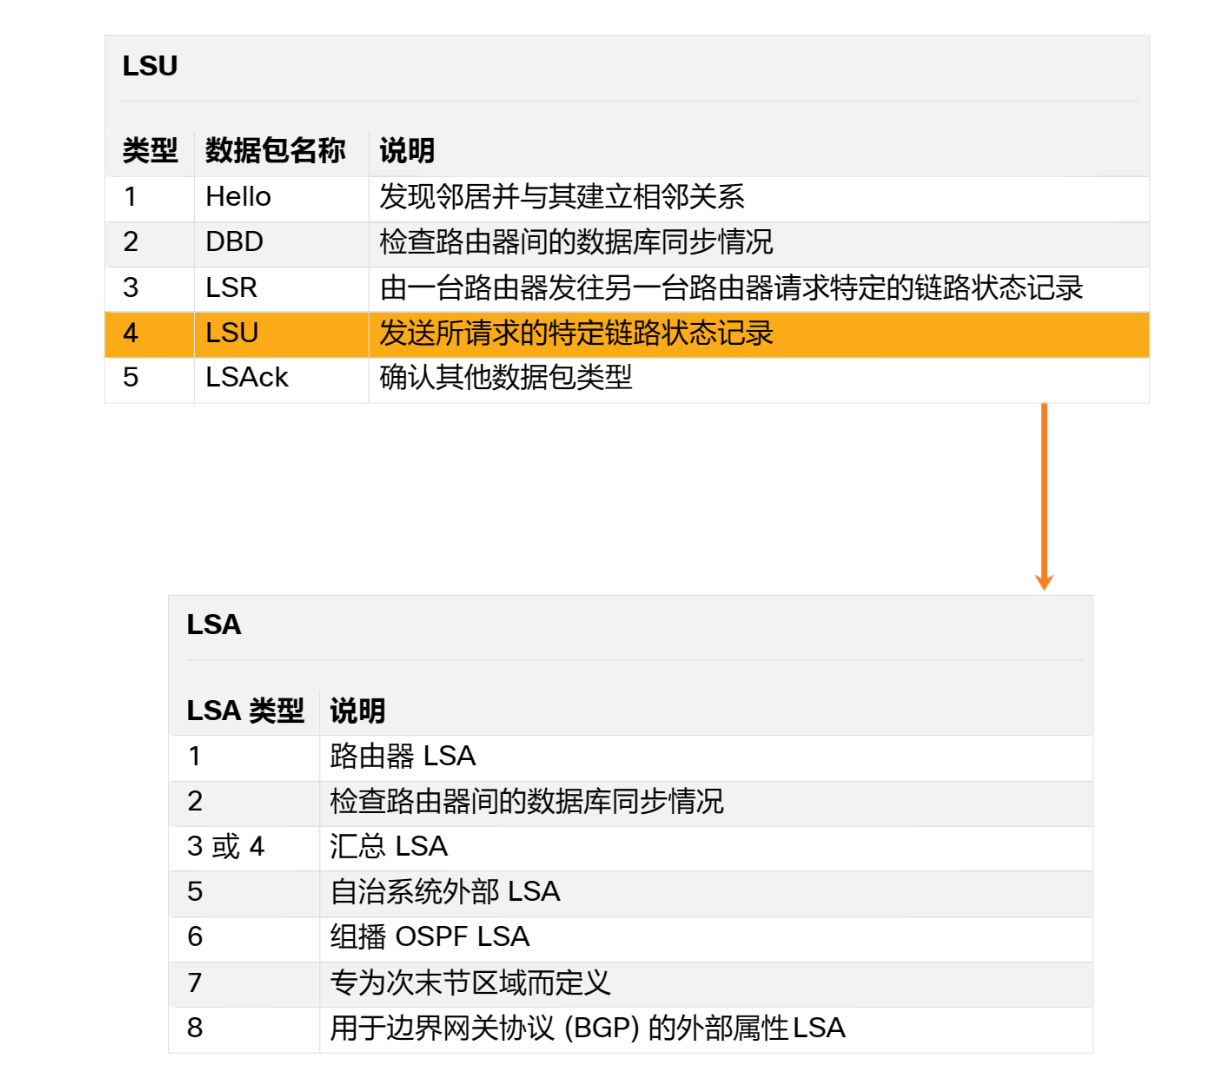 LSU
类型 数据包名称 说明
1 Hello 发现邻居并与其建立相邻关系
2 DBD 检查路由器间的数据库同步情况
3 LSR 由一台路由器发往另一台路由器请求特定的链路状态记录
4 LSU 发送所请求的特定链路状态记录
5 LSAck 确认其他数据包类型
LSA
LSA 类型 说明
1 路由器 LSA
2 检查路由器间的数据库同步情况
3 或 4 汇总 LSA
5 自治系统外部 LSA
6 组播 OSPF LSA
7 专为次末节区域而定义
8 用于边界网关协议 (BGP) 的外部属性LSA